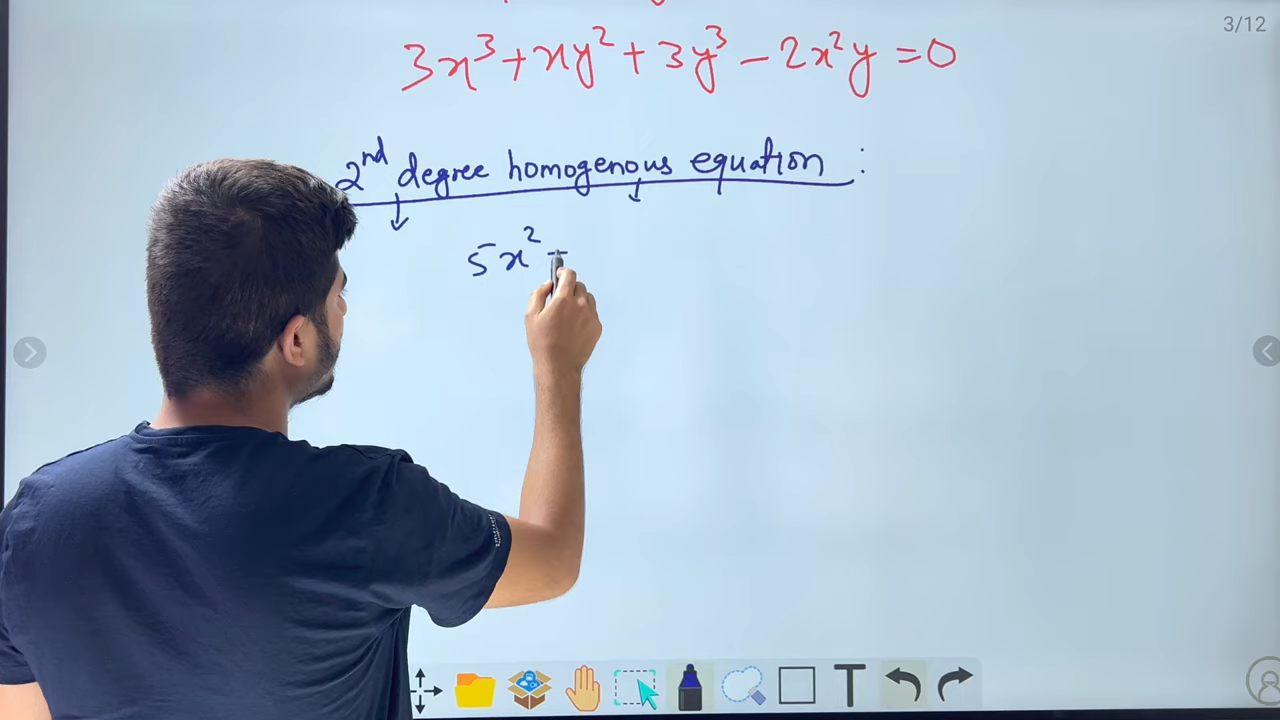 3/12
3x³+xy²+3y³-2x²y=0
2nd degree homogenous equation :
5x²
T